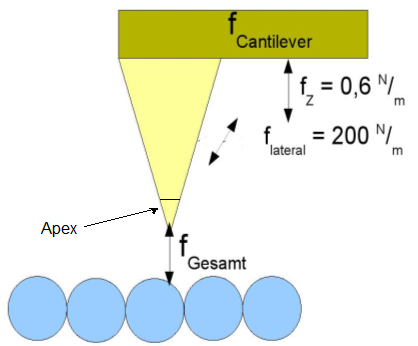 f Cantilever
f Z = 0,6 N/m
f lateral = 200 N/m
Apex
f Gesamt